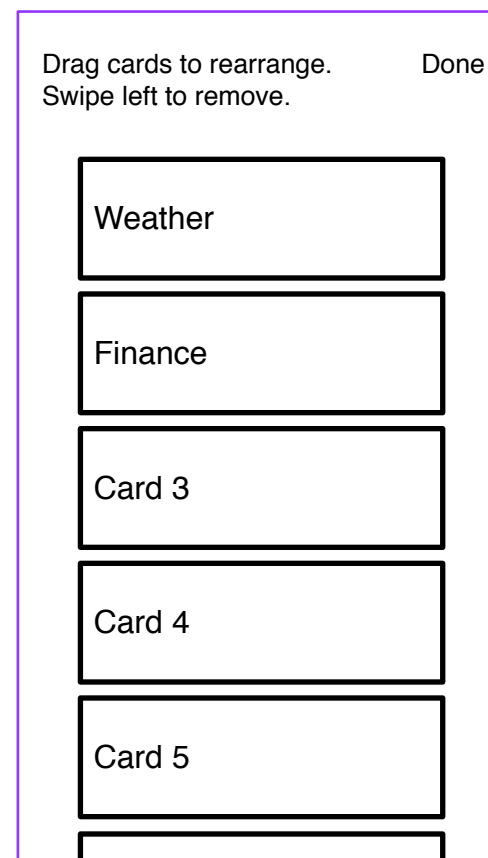 Drag cards to rearrange.
Done
Swipe left to remove.
Weather
Finance
Card 3
Card 4
Card 5